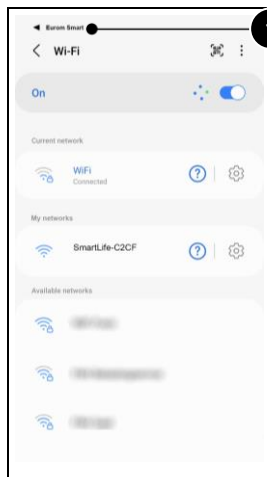 ◀ Eurom Smart
Wi-Fi
On
Current network
WiFi
Connected
?
My networks
SmartLife-C2CF
?
Available networks